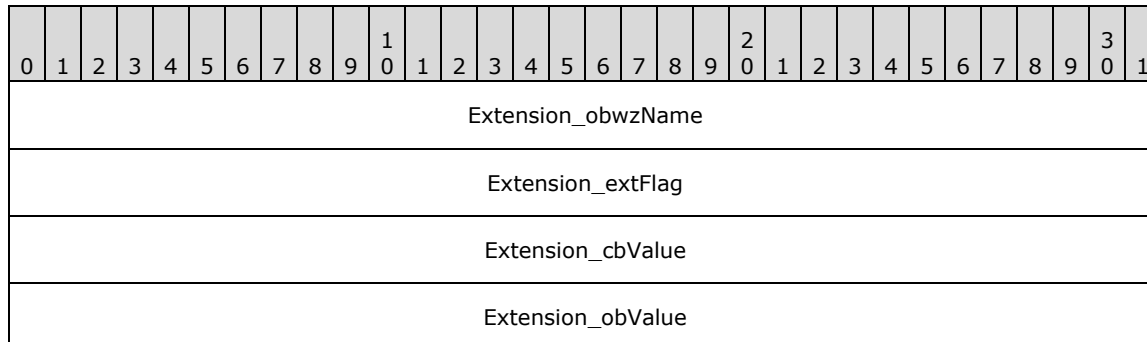 1 2 3
0 1 2 3 4 5 6 7 8 9 0 1 2 3 4 5 6 7 8 9 0 1 2 3 4 5 6 7 8 9 0 1
Extension_obwzName
Extension_extFlag
Extension_cbValue
Extension_obValue